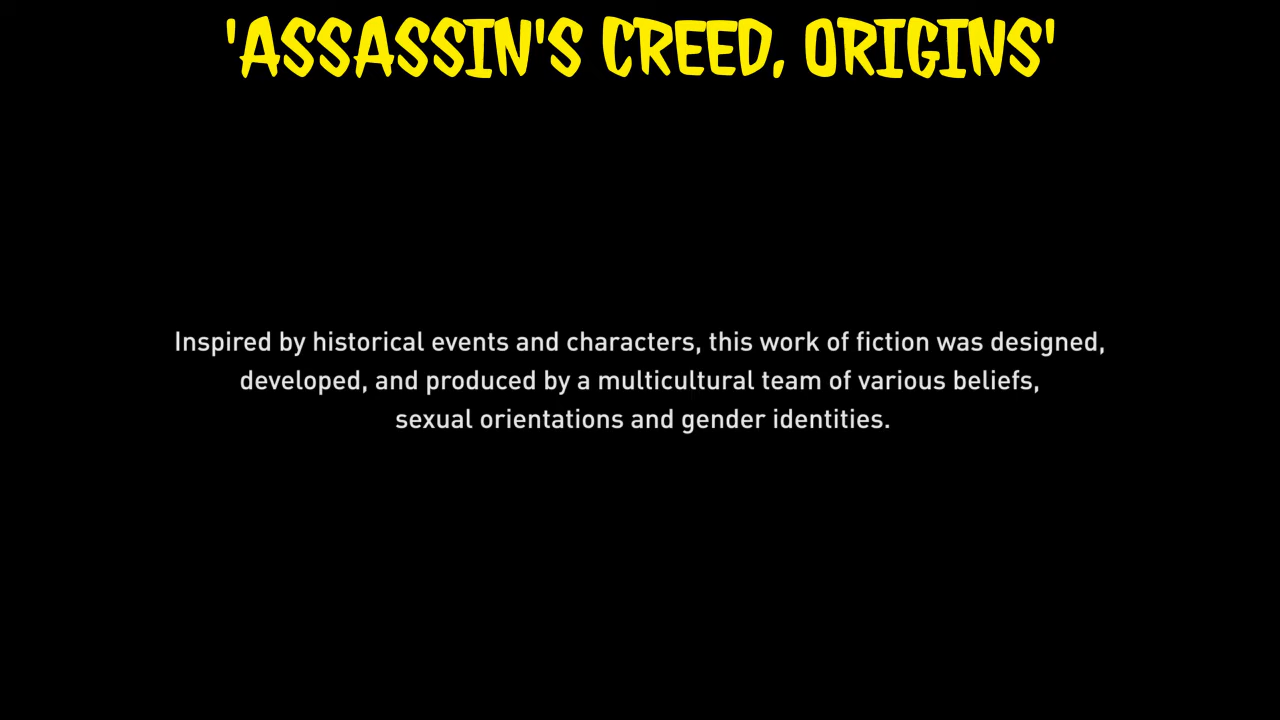 'ASSASSIN'S CREED, ORIGINS'
Inspired by historical events and characters, this work of fiction was designed,
developed, and produced by a multicultural team of various beliefs,
sexual orientations and gender identities.